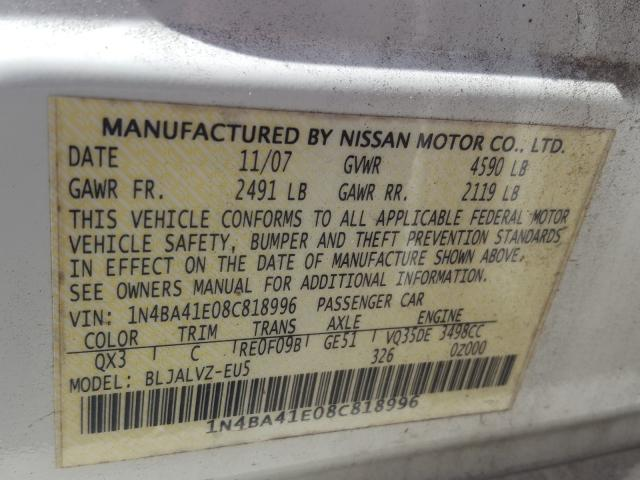 MANUFACTURED BY NISSAN MOTOR CO., LTD.
DATE 11/07 GVWR 4590 LB
GAWR FR. 2491 LB GAWR RR. 2119 LB
THIS VEHICLE CONFORMS TO ALL APPLICABLE FEDERAL MOTOR
VEHICLE SAFETY, BUMPER AND THEFT PREVENTION STANDARDS
IN EFFECT ON THE DATE OF MANUFACTURE SHOWN ABOVE.
SEE OWNERS MANUAL FOR ADDITIONAL INFORMATION.
VIN: 1N4BA41E08C818996 PASSENGER CAR
COLOR TRIM TRANS AXLE ENGINE
QX3 C RE0F09B GE51 VQ35DE 3498CC
MODEL: BLJALVZ-EU5 326 02000
1N4BA41E08C818996